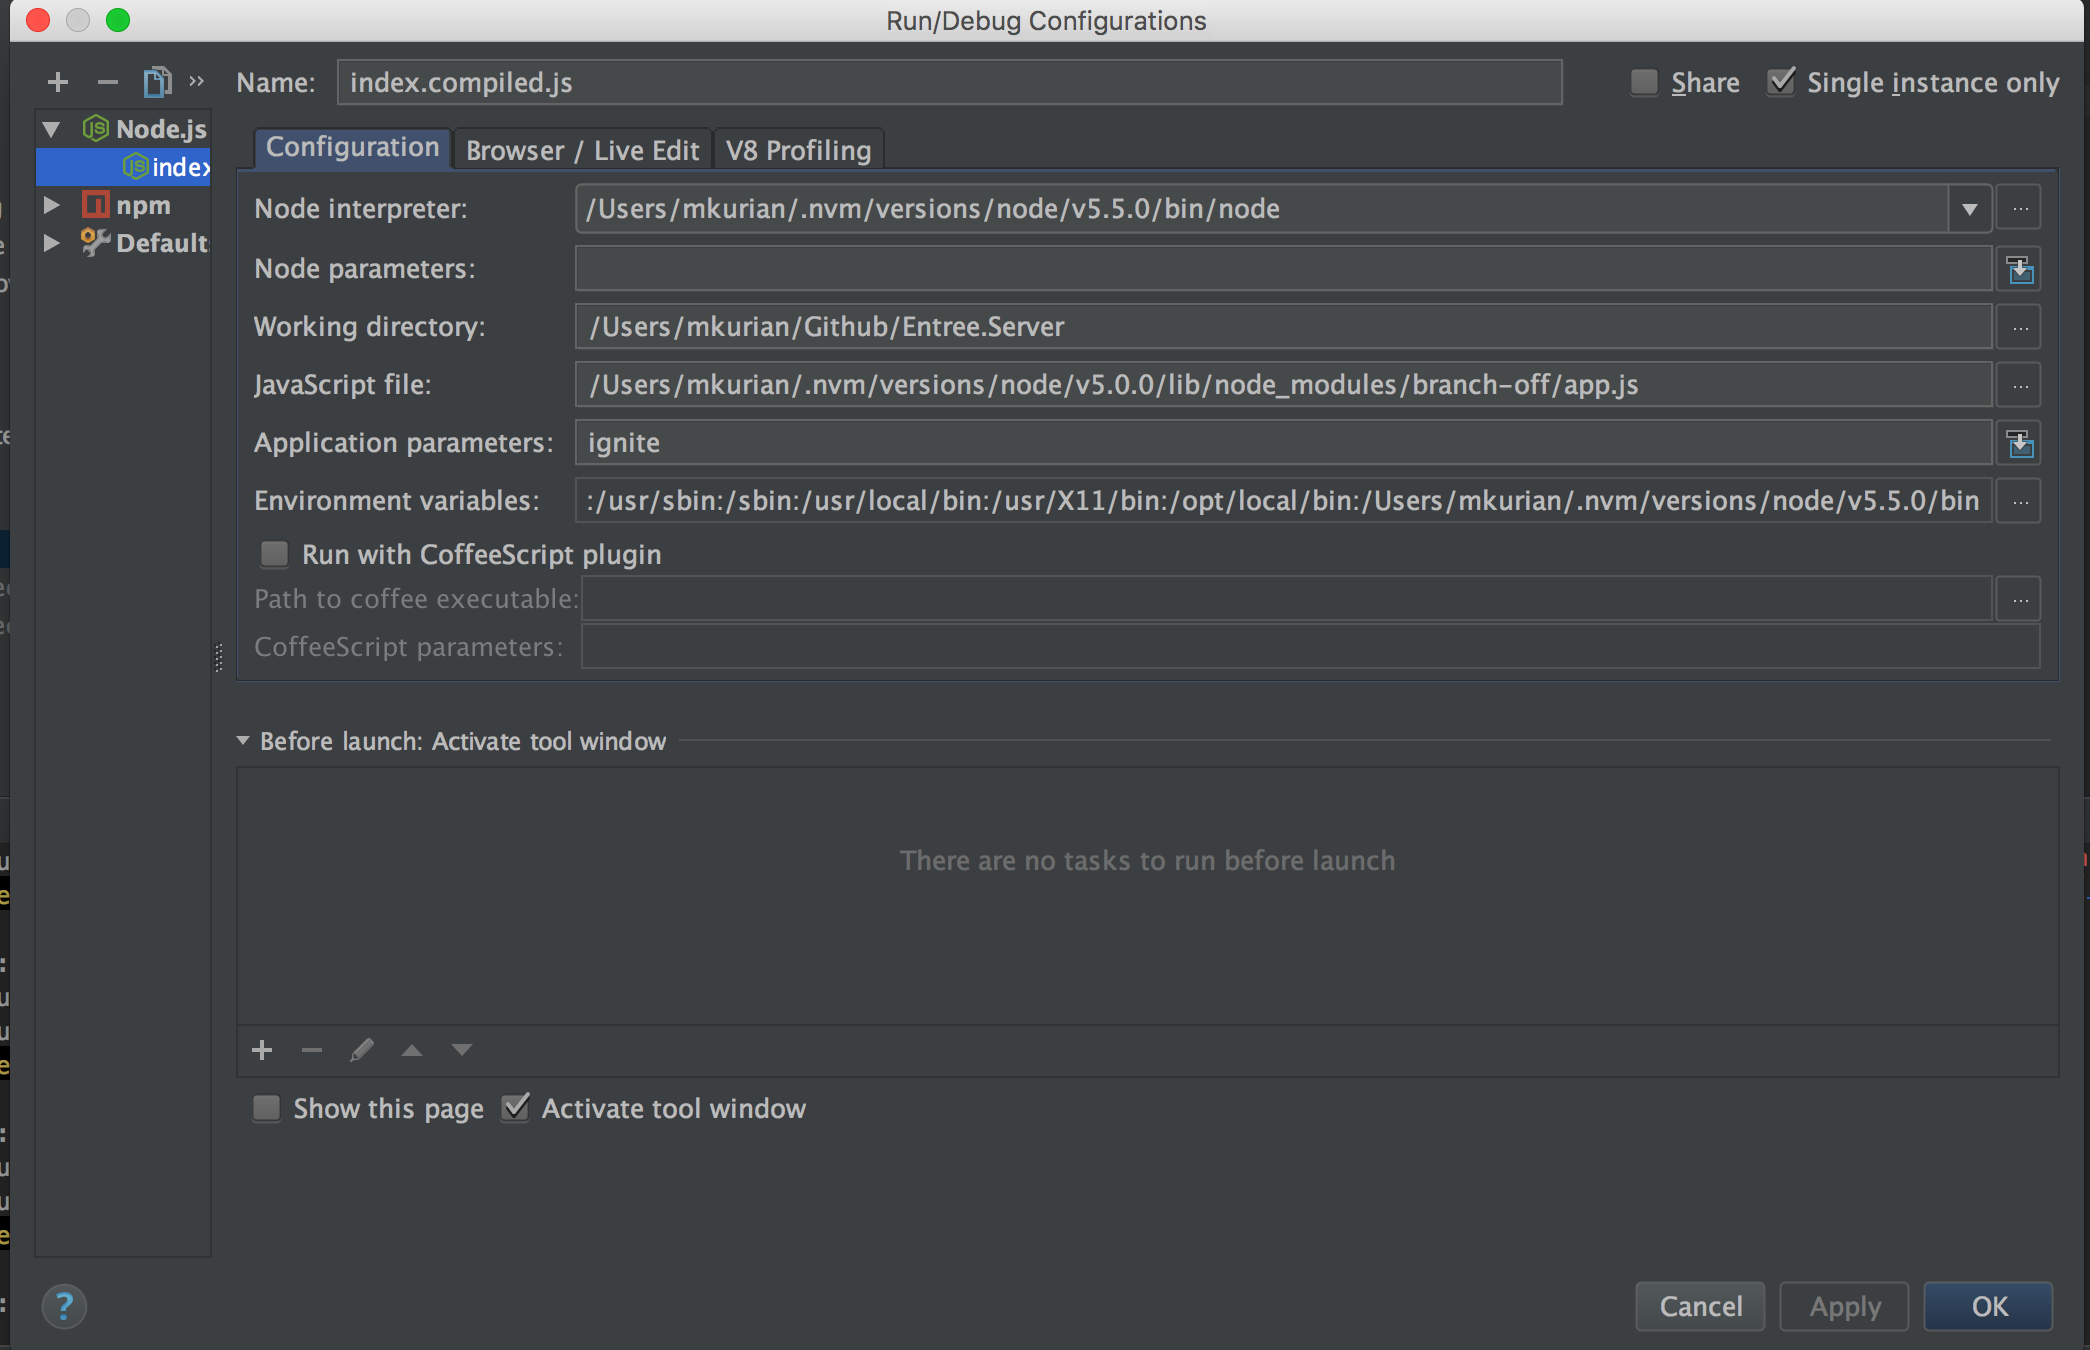 Run/Debug Configurations
Name: index.compiled.js Share Single instance only
Node.js
index
npm
Default
Configuration Browser / Live Edit V8 Profiling
Node interpreter: /Users/mkurian/.nvm/versions/node/v5.5.0/bin/node
Node parameters:
Working directory: /Users/mkurian/Github/Entree.Server
JavaScript file: /Users/mkurian/.nvm/versions/node/v5.0.0/lib/node_modules/branch-off/app.js
Application parameters: ignite
Environment variables: :/usr/sbin:/sbin:/usr/local/bin:/usr/X11/bin:/opt/local/bin:/Users/mkurian/.nvm/versions/node/v5.5.0/bin
Run with CoffeeScript plugin
Path to coffee executable:
CoffeeScript parameters:
Before launch: Activate tool window
There are no tasks to run before launch
Show this page Activate tool window
? Cancel Apply OK